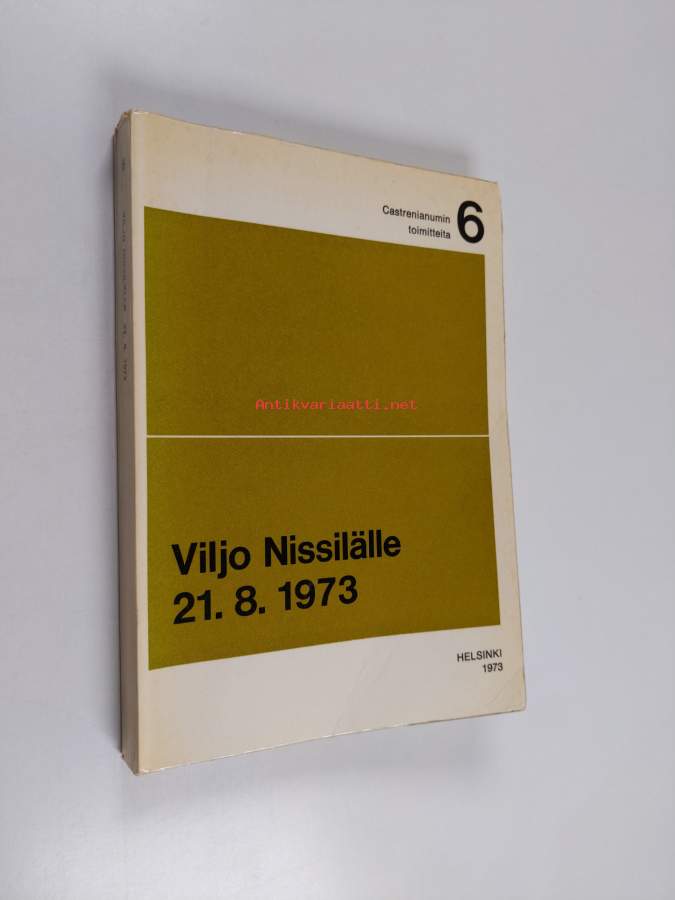 Castrenianumin
toimitteita
6
Antikvariaatti.net
Viljo Nissilälle
21. 8. 1973
HELSINKI
1973